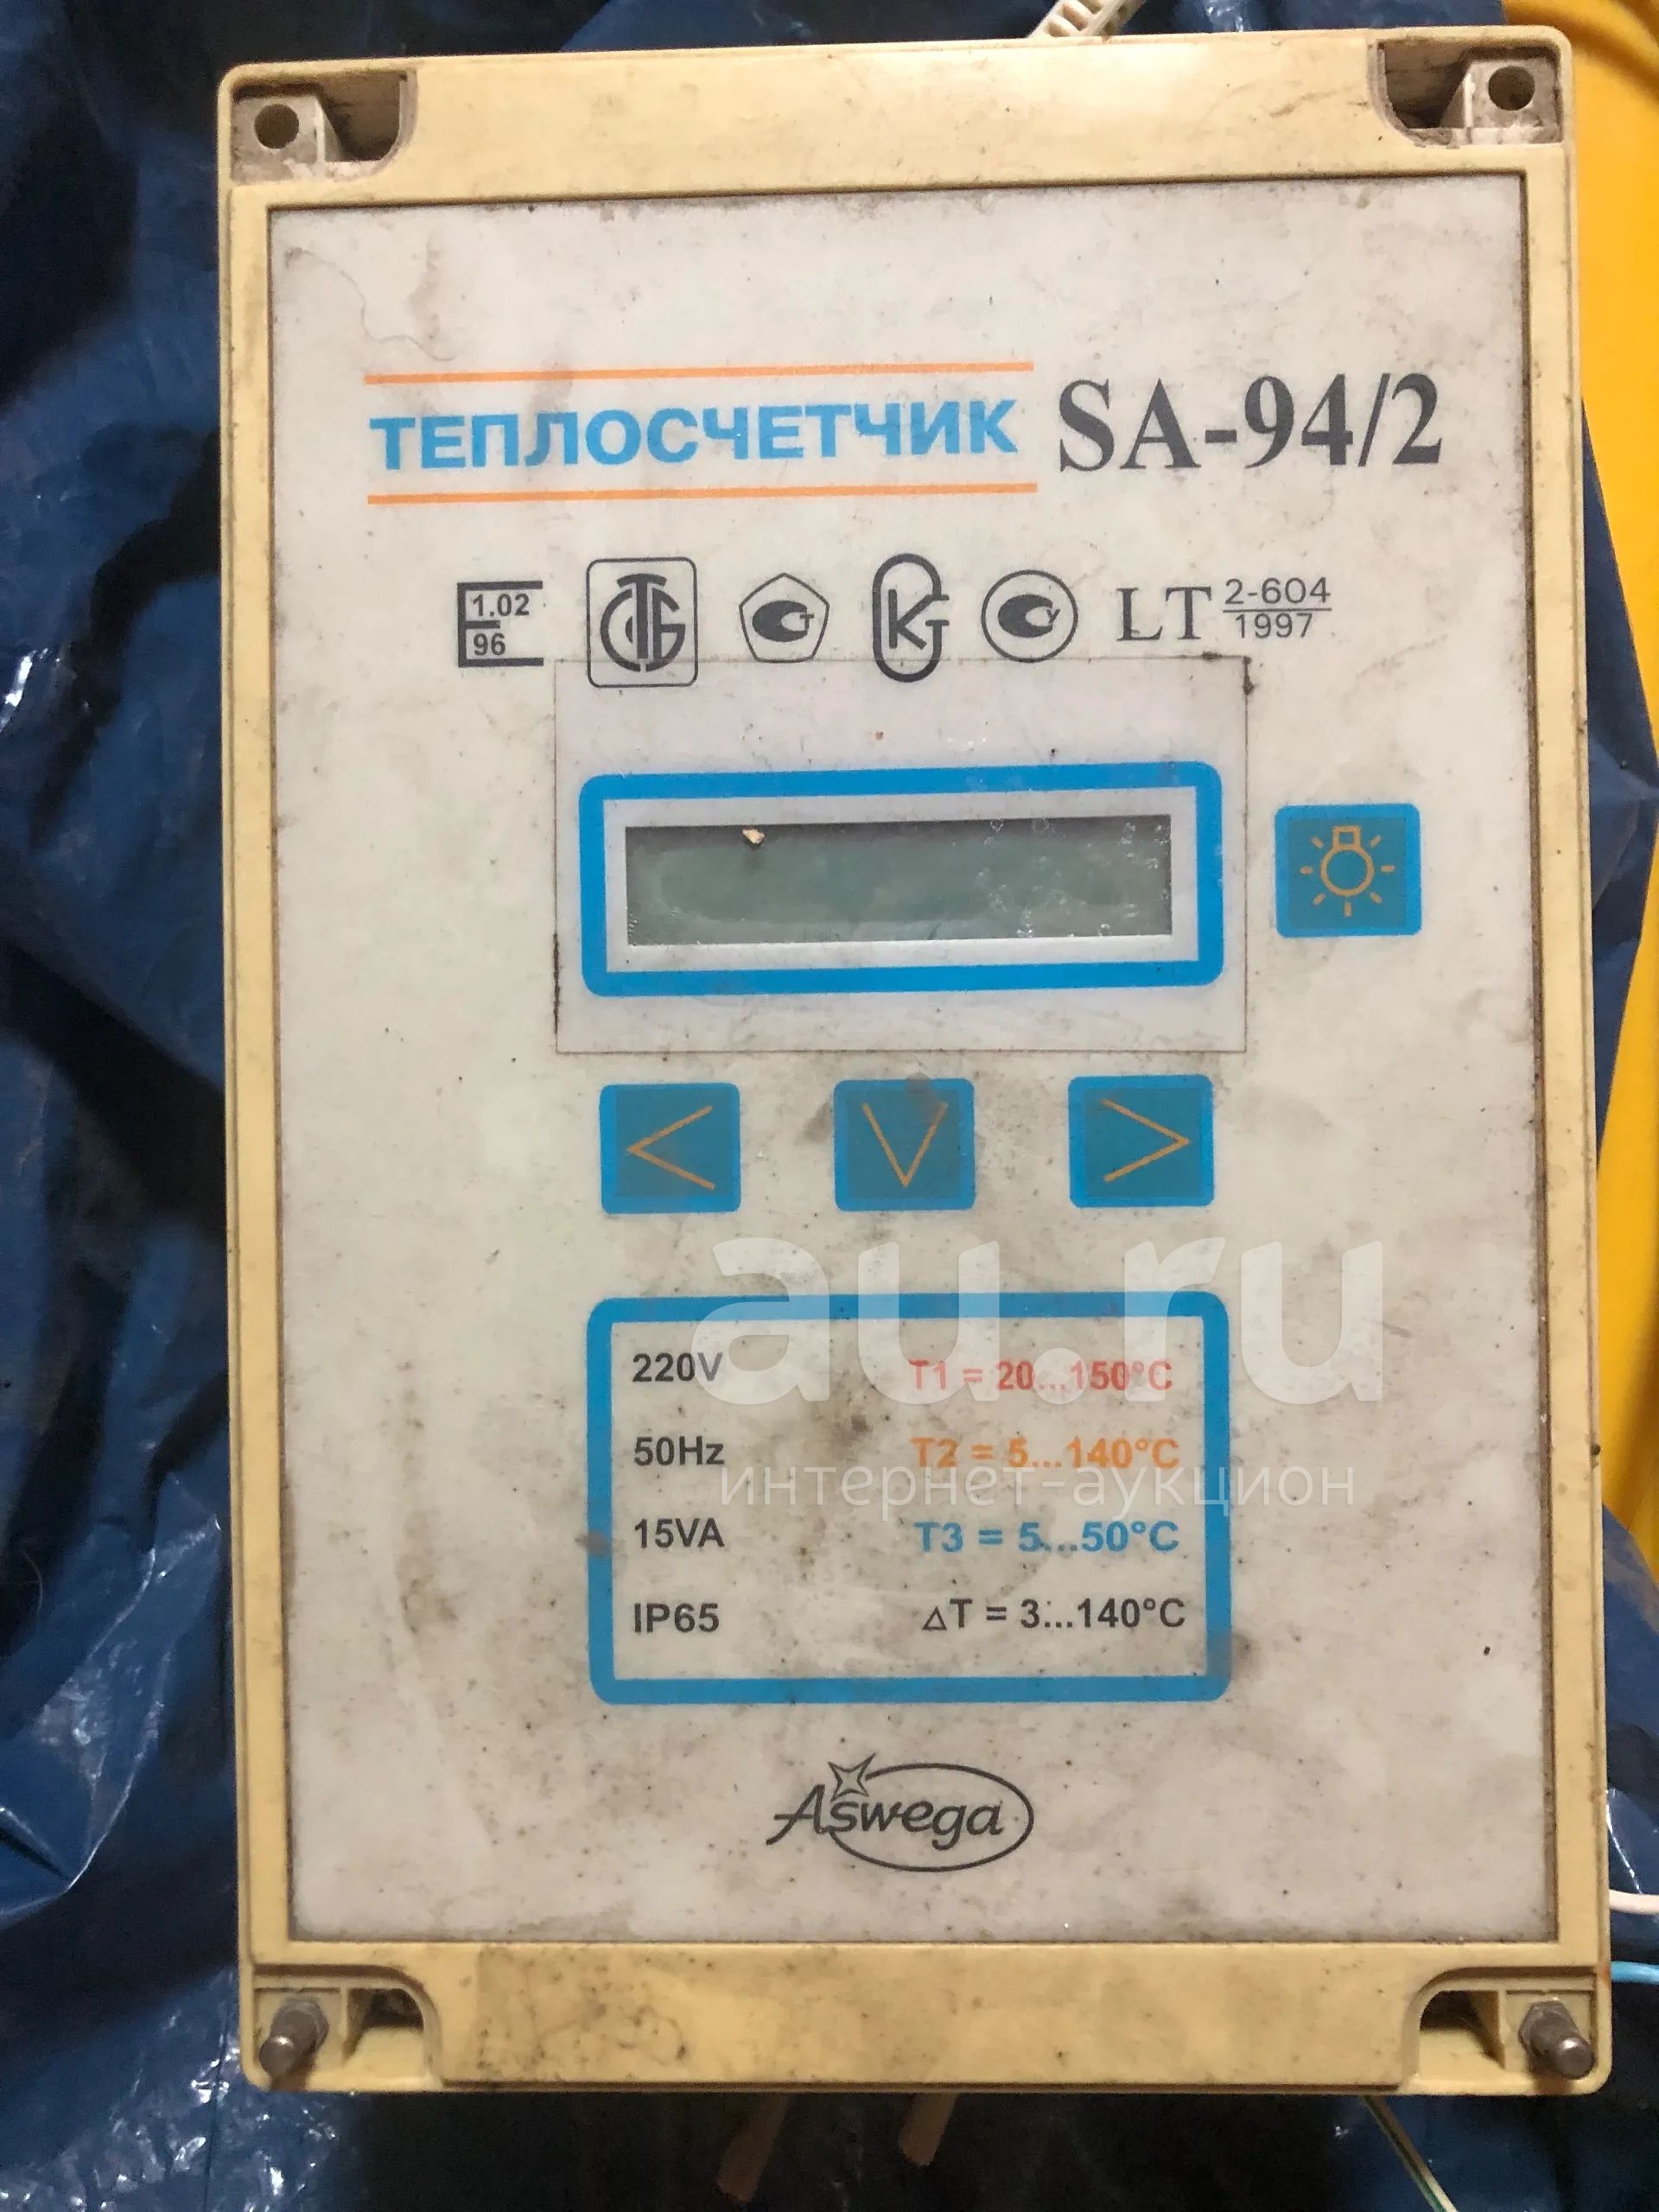 ТЕПЛОСЧЕТЧИК SA-94/2
1.02
96
СТБ
LT 2-604
1997
220V T1 = 20...150°C
50Hz T2 = 5...140°C
15VA T3 = 5...50°C
IP65 △T = 3...140°C
au.ru
интернет-аукцион
Aswega